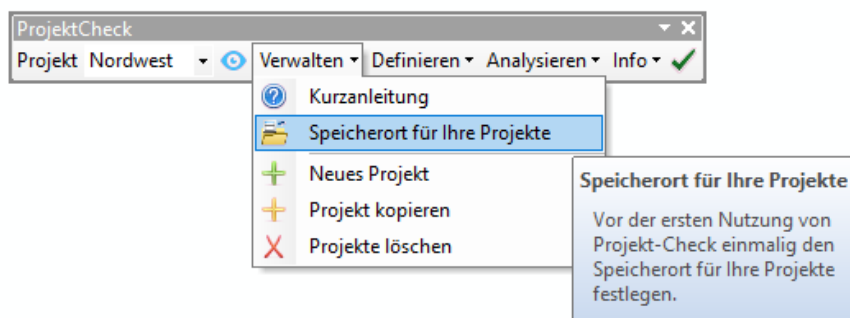 ProjektCheck
Projekt Nordwest Verwalten Definieren Analysieren Info
Kurzanleitung
Speicherort für Ihre Projekte
Neues Projekt
Projekt kopieren
Projekte löschen
Speicherort für Ihre Projekte
Vor der ersten Nutzung von
Projekt-Check einmalig den
Speicherort für Ihre Projekte
festlegen.